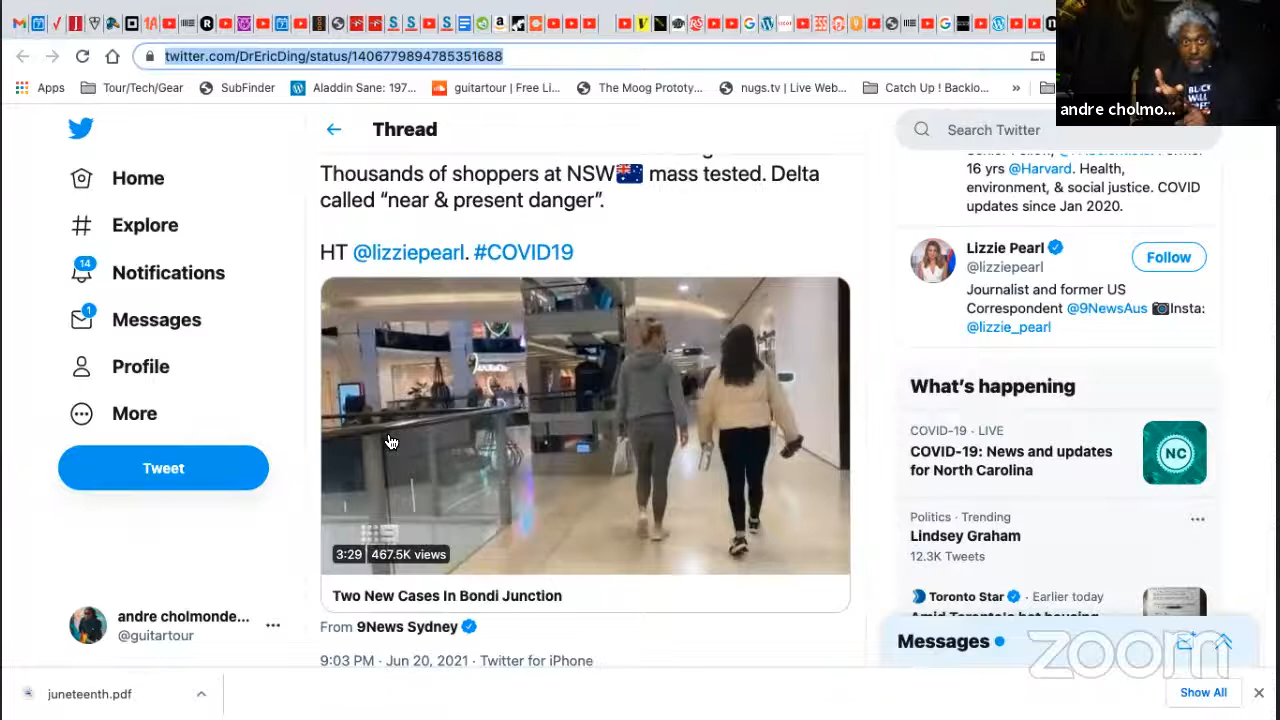 twitter.com/DrEricDing/status/1406779894785351688
Apps Tour/Tech/Gear SubFinder Aladdin Sane: 197... guitartour | Free Li... The Moog Prototy... nugs.tv | Live Web... Catch Up ! Backlo... »
andre cholmo...
Home
Explore
14
Notifications
1
Messages
Profile
More
Tweet
andre cholmonde...
@guitartour
Thread
Thousands of shoppers at NSW🇦🇺 mass tested. Delta
called “near & present danger”.
HT @lizziepearl. #COVID19
3:29 467.5K views
Two New Cases In Bondi Junction
From 9News Sydney
9:03 PM · Jun 20, 2021 · Twitter for iPhone
Search Twitter
16 yrs @Harvard. Health,
environment, & social justice. COVID
updates since Jan 2020.
Lizzie Pearl
@lizziepearl
Follow
Journalist and former US
Correspondent @9NewsAus 📷Insta:
@lizzie_pearl
What’s happening
COVID-19 · LIVE
COVID-19: News and updates
for North Carolina
NC
Politics · Trending
Lindsey Graham
12.3K Tweets
Toronto Star · Earlier today
Messages
zoom
juneteenth.pdf
Show All